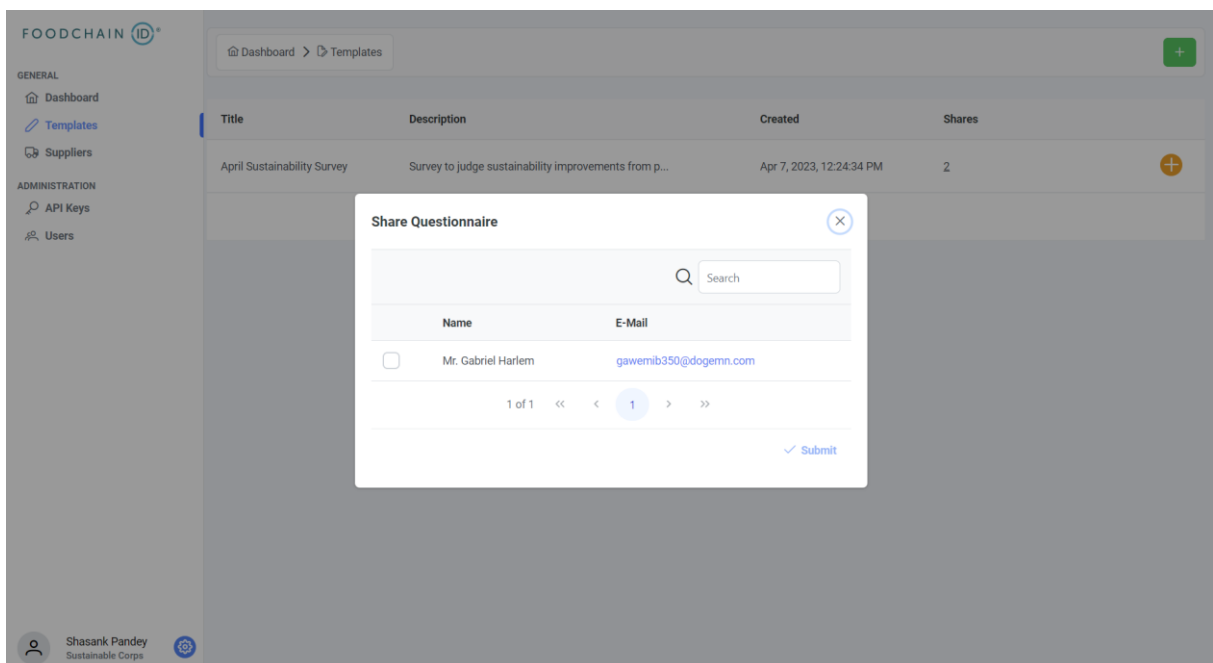 FOODCHAIN ID®
GENERAL
Dashboard
Templates
Suppliers
ADMINISTRATION
API Keys
Users
Dashboard > Templates
+
Title Description Created Shares
April Sustainability Survey Survey to judge sustainability improvements from p... Apr 7, 2023, 12:24:34 PM 2
Share Questionnaire
Search
Name E-Mail
Mr. Gabriel Harlem gawemib350@dogemn.com
1 of 1 << < 1 > >>
Submit
Shasank Pandey
Sustainable Corps